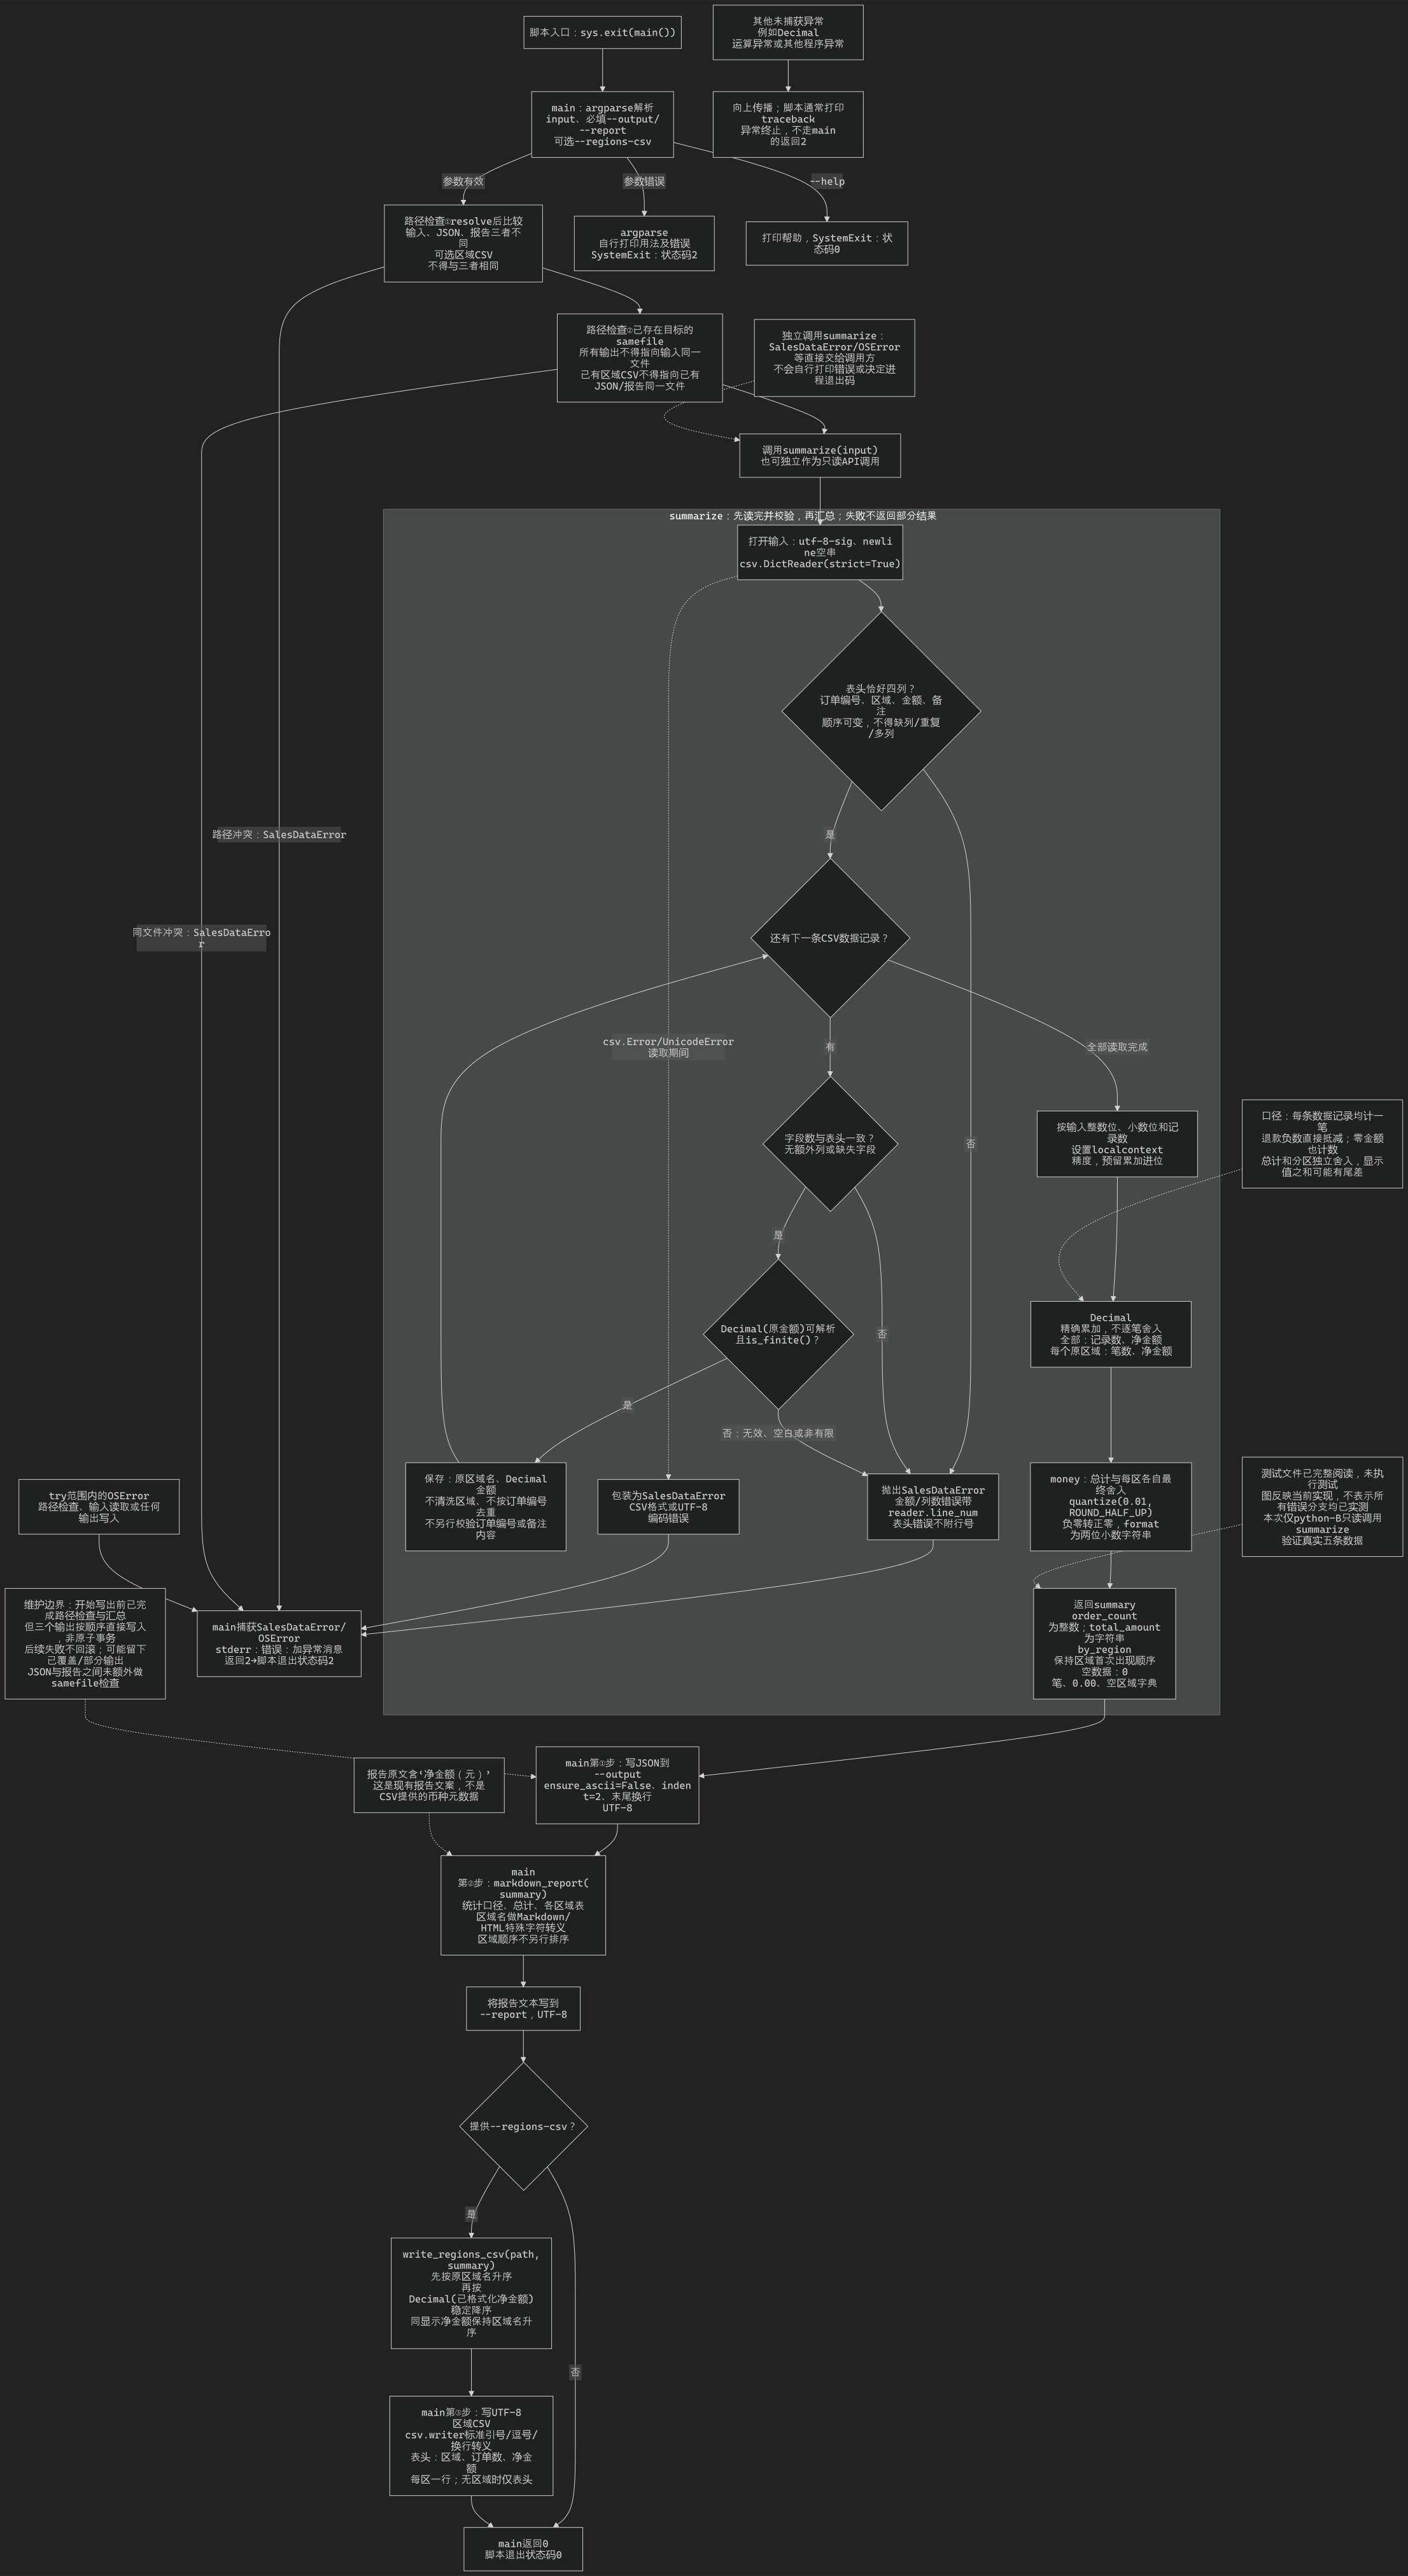 脚本入口：sys.exit(main())
其他未捕获异常
例如Decimal
运算异常或其他程序异常
main：argparse解析
input、必填--output/
--report
可选--regions-csv
向上传播；脚本通常打印
traceback
异常终止，不走main
的返回2
参数有效
参数错误
--help
路径检查①resolve后比较
输入、JSON、报告三者不
同
可选区域CSV
不得与三者相同
argparse
自行打印用法及错误
SystemExit：状态码2
打印帮助，SystemExit：状
态码0
路径检查②已存在目标的
samefile
所有输出不得指向输入同一
文件
已有区域CSV不得指向已有
JSON/报告同一文件
独立调用summarize：
SalesDataError/OSError
等直接交给调用方
不会自行打印错误或决定进
程退出码
调用summarize(input)
也可独立作为只读API调用
summarize：先读完并校验，再汇总；失败不返回部分结果
打开输入：utf-8-sig、newli
ne空串
csv.DictReader(strict=True)
表头恰好四列？
订单编号、区域、金额、备
注
顺序可变，不得缺列/重复
/多列
路径冲突：SalesDataError
是
同文件冲突：SalesDataErro
r
还有下一条CSV数据记录？
csv.Error/UnicodeError
读取期间
有
全部读取完成
字段数与表头一致？
无额外列或缺失字段
否
按输入整数位、小数位和记
录数
设置localcontext
精度，预留累加进位
口径：每条数据记录均计一
笔
退款负数直接抵减；零金额
也计数
总计和分区独立舍入，显示
值之和可能有尾差
是
Decimal(原金额)可解析
且is_finite()？
否
Decimal
精确累加，不逐笔舍入
全部：记录数、净金额
每个原区域：笔数、净金额
是
否：无效、空白或非有限
try范围内的OSError
路径检查、输入读取或任何
输出写入
保存：原区域名、Decimal
金额
不清洗区域、不按订单编号
去重
不另行校验订单编号或备注
内容
包装为SalesDataError
CSV格式或UTF-8
编码错误
抛出SalesDataError
金额/列数错误带
reader.line_num
表头错误不附行号
money：总计与每区各自最
终舍入
quantize(0.01,
ROUND_HALF_UP)
负零转正零，format
为两位小数字符串
测试文件已完整阅读，未执
行测试
图反映当前实现，不表示所
有错误分支均已实测
本次仅python-B只读调用
summarize
验证真实五条数据
维护边界：开始写出前已完
成路径检查与汇总
但三个输出按顺序直接写入
，非原子事务
后续失败不回滚；可能留下
已覆盖/部分输出
JSON与报告之间未额外做
samefile检查
main捕获SalesDataError/
OSError
stderr：错误：加异常消息
返回2→脚本退出状态码2
返回summary
order_count
为整数；total_amount
为字符串
by_region
保持区域首次出现顺序
空数据：0
笔、0.00、空区域字典
报告原文含‘净金额（元）’
这是现有报告文案，不是
CSV提供的币种元数据
main第①步：写JSON到
--output
ensure_ascii=False、inden
t=2、末尾换行
UTF-8
main
第②步：markdown_report(
summary)
统计口径、总计、各区域表
区域名做Markdown/
HTML特殊字符转义
区域顺序不另行排序
将报告文本写到
--report，UTF-8
提供--regions-csv？
是
write_regions_csv(path,
summary)
先按原区域名升序
再按
Decimal(已格式化净金额)
稳定降序
同显示净金额保持区域名升
序
否
main第③步：写UTF-8
区域CSV
csv.writer标准引号/逗号/
换行转义
表头：区域、订单数、净金
额
每区一行；无区域时仅表头
main返回0
脚本退出状态码0